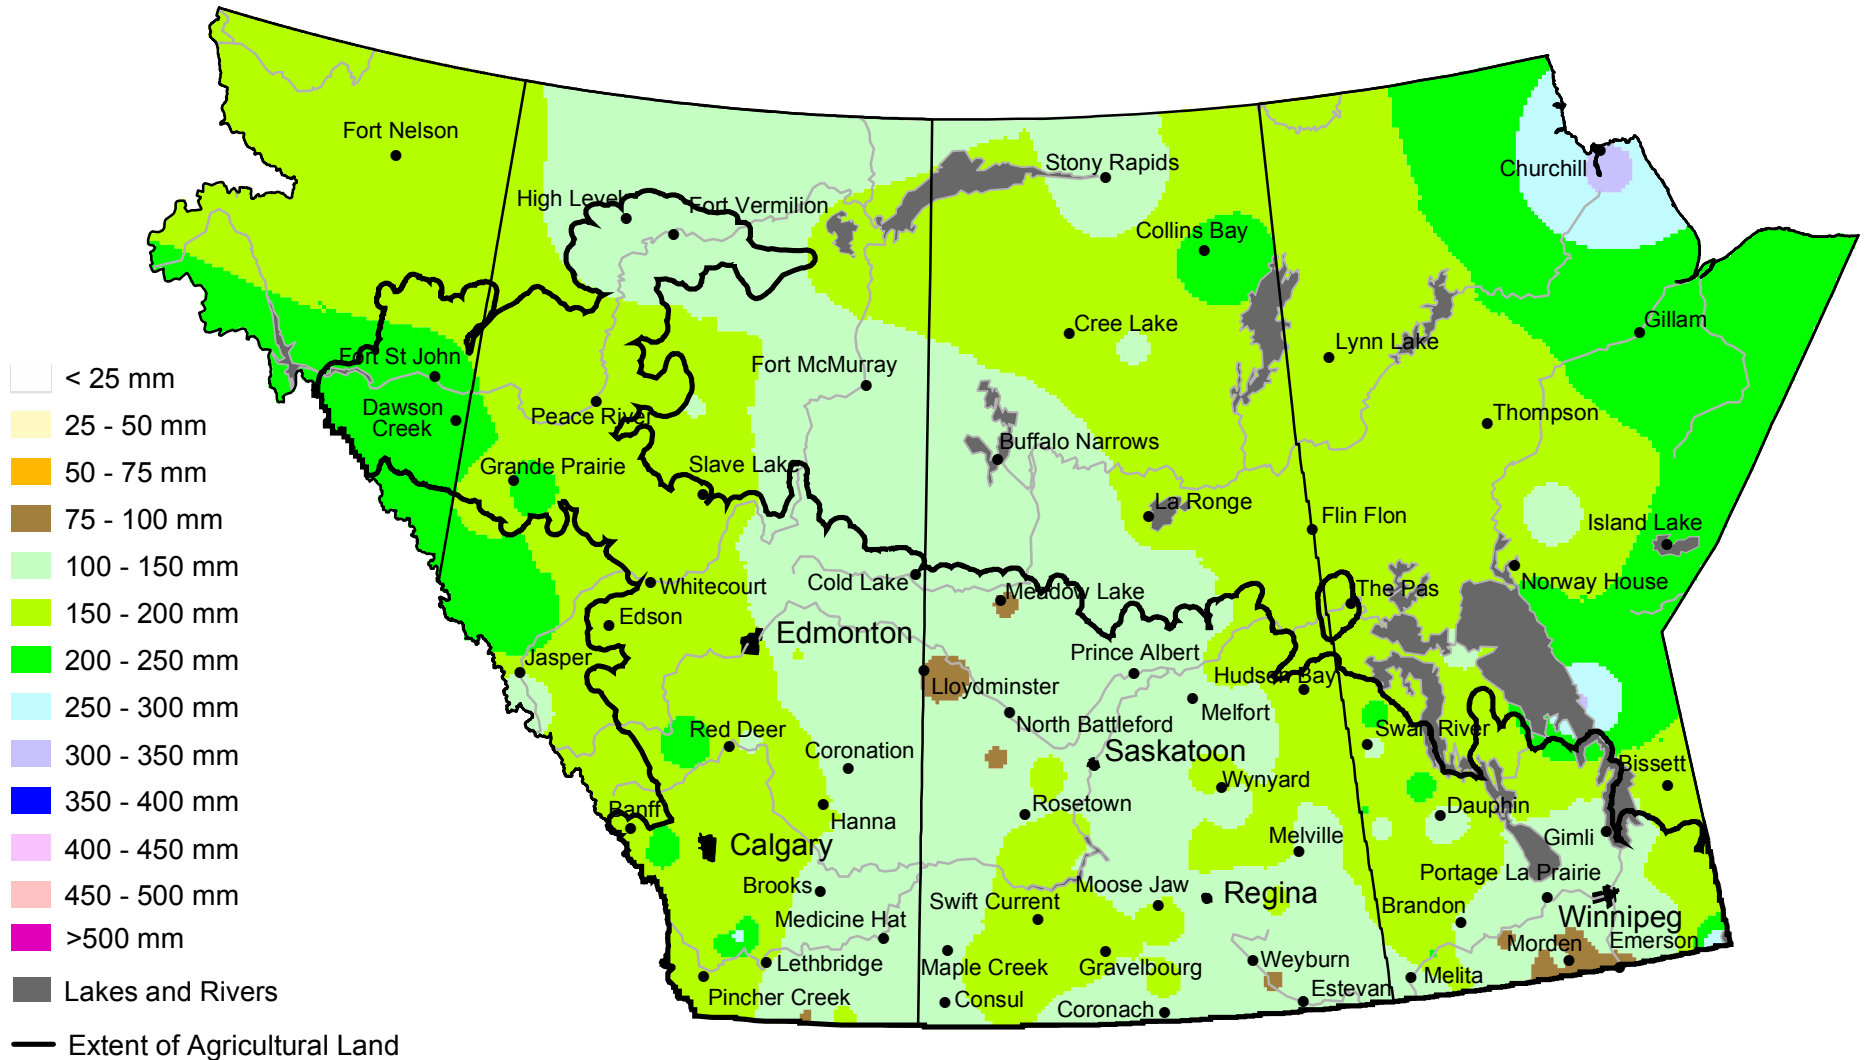 Fort Nelson
High Level
Fort Vermilion
Stony Rapids
Churchill
Collins Bay
Cree Lake
Lynn Lake
Gillam
Fort St John
Fort McMurray
Dawson
Creek
Peace River
Thompson
Buffalo Narrows
Grande Prairie
Slave Lake
La Ronge
Flin Flon
Island Lake
Whitecourt
Cold Lake
Meadow Lake
The Pas
Norway House
Edson
Edmonton
Jasper
Prince Albert
Hudson Bay
Lloydminster
Melfort
North Battleford
Red Deer
Coronation
Saskatoon
Swan River
Bissett
Wynyard
Banff
Hanna
Rosetown
Dauphin
Calgary
Melville
Gimli
Brooks
Moose Jaw
Regina
Portage La Prairie
Medicine Hat
Swift Current
Brandon
Winnipeg
Lethbridge
Maple Creek
Gravelbourg
Weyburn
Morden
Emerson
Pincher Creek
Consul
Coronach
Estevan
Melita
< 25 mm
25 - 50 mm
50 - 75 mm
75 - 100 mm
100 - 150 mm
150 - 200 mm
200 - 250 mm
250 - 300 mm
300 - 350 mm
350 - 400 mm
400 - 450 mm
450 - 500 mm
>500 mm
Lakes and Rivers
Extent of Agricultural Land